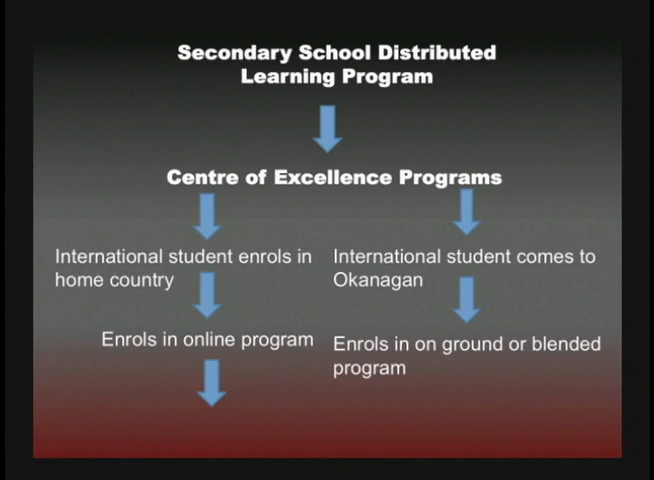 Secondary School Distributed
Learning Program
Centre of Excellence Programs
International student enrols in
home country
International student comes to
Okanagan
Enrols in online program
Enrols in on ground or blended
program